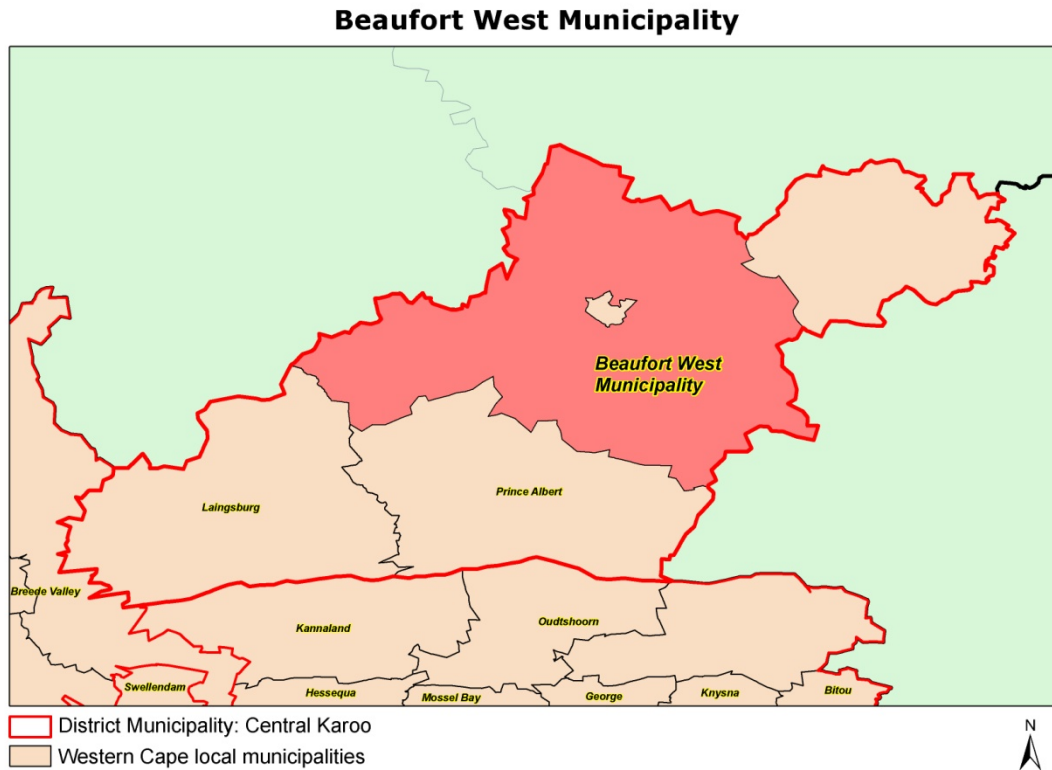 Beaufort West Municipality
Beaufort West
Municipality
Laingsburg
Prince Albert
Breede Valley
Kannaland
Oudtshoorn
Swellendam
Hessequa
Mossel Bay
George
Knysna
Bitou
District Municipality: Central Karoo
Western Cape local municipalities
N